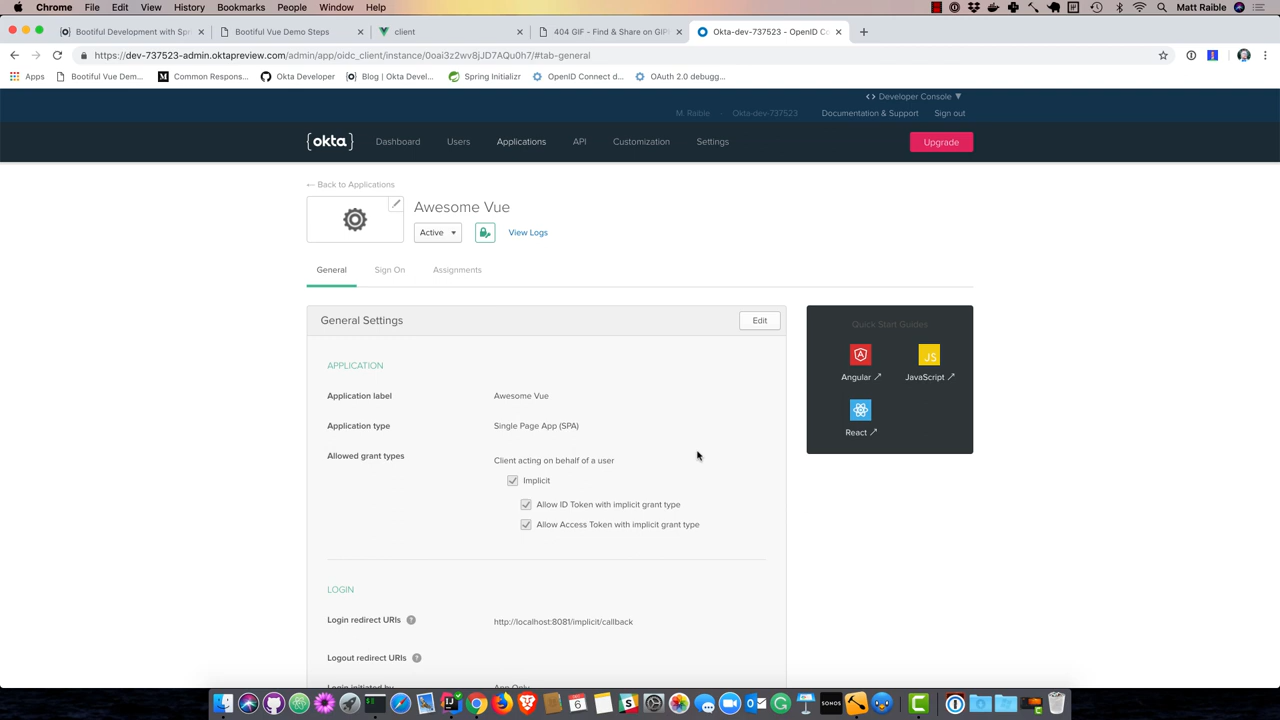 Chrome File Edit View History Bookmarks People Window Help Matt Raible
Bootiful Development with Spr
Bootiful Vue Demo Steps
client
404 GIF - Find & Share on GIP
Okta-dev-737523 - OpenID Co
https://dev-737523-admin.oktapreview.com/admin/app/oidc_client/instance/0oai3z2wv8jJD7AQu0h7/#tab-general
Apps Bootiful Vue Dem... Common Respons... Okta Developer Blog | Okta Devel... Spring Initializr OpenID Connect d... OAuth 2.0 debugg...
<> Developer Console
M. Raible Okta-dev-737523 Documentation & Support Sign out
okta Dashboard Users Applications API Customization Settings Upgrade
← Back to Applications
Awesome Vue
Active View Logs
General Sign On Assignments
General Settings Edit
APPLICATION
Application label Awesome Vue
Application type Single Page App (SPA)
Allowed grant types Client acting on behalf of a user
Implicit
Allow ID Token with implicit grant type
Allow Access Token with implicit grant type
LOGIN
Login redirect URIs ? http://localhost:8081/implicit/callback
Logout redirect URIs ?
Login initiated by App Only
Quick Start Guides
JS
Angular JavaScript
React
6
SONOS